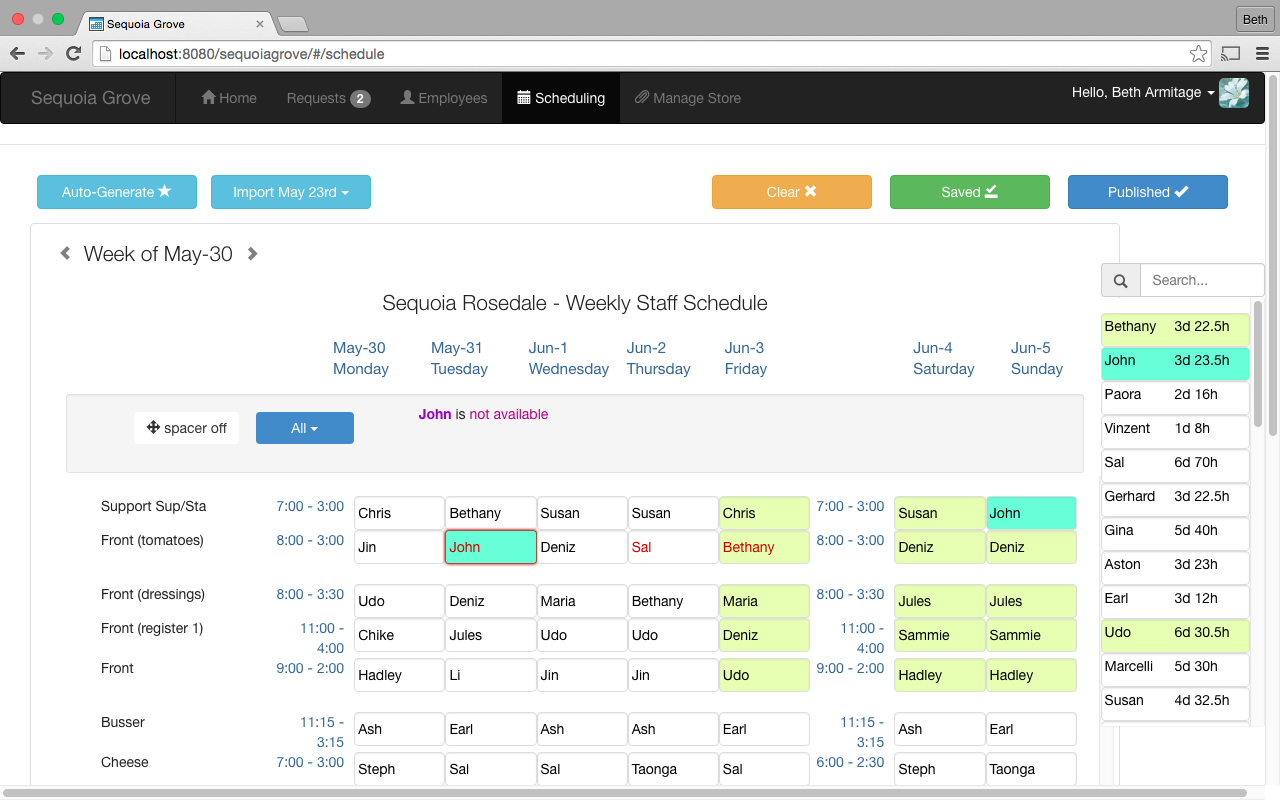 Sequoia Grove
Beth
localhost:8080/sequoiagrove/#/schedule
Sequoia Grove Home Requests 2 Employees Scheduling Manage Store Hello, Beth Armitage
Auto-Generate Import May 23rd Clear Saved Published
Week of May-30
Search...
Sequoia Rosedale - Weekly Staff Schedule
May-30 May-31 Jun-1 Jun-2 Jun-3 Jun-4 Jun-5
Monday Tuesday Wednesday Thursday Friday Saturday Sunday
spacer off All
John is not available
Support Sup/Sta 7:00 - 3:00 Chris Bethany Susan Susan Chris 7:00 - 3:00 Susan John
Front (tomatoes) 8:00 - 3:00 Jin John Deniz Sal Bethany 8:00 - 3:00 Deniz Deniz
Front (dressings) 8:00 - 3:30 Udo Deniz Maria Bethany Maria 8:00 - 3:30 Jules Jules
Front (register 1) 11:00 - 4:00 Chike Jules Udo Udo Deniz 11:00 - 4:00 Sammie Sammie
Front 9:00 - 2:00 Hadley Li Jin Jin Udo 9:00 - 2:00 Hadley Hadley
Busser 11:15 - 3:15 Ash Earl Ash Ash Earl 11:15 - 3:15 Ash Earl
Cheese 7:00 - 3:00 Steph Sal Sal Taonga Sal 6:00 - 2:30 Steph Taonga
Bethany 3d 22.5h
John 3d 23.5h
Paora 2d 16h
Vinzent 1d 8h
Sal 6d 70h
Gerhard 3d 22.5h
Gina 5d 40h
Aston 3d 23h
Earl 3d 12h
Udo 6d 30.5h
Marcelli 5d 30h
Susan 4d 32.5h